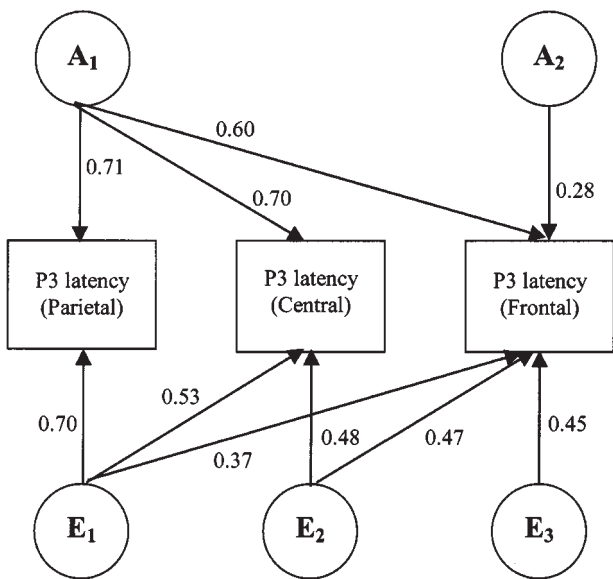 A₁
A₂
0.60
0.71
0.70
0.28
P3 latency
(Parietal)
P3 latency
(Central)
P3 latency
(Frontal)
0.53
0.70
0.48
0.47
0.45
0.37
E₁
E₂
E₃